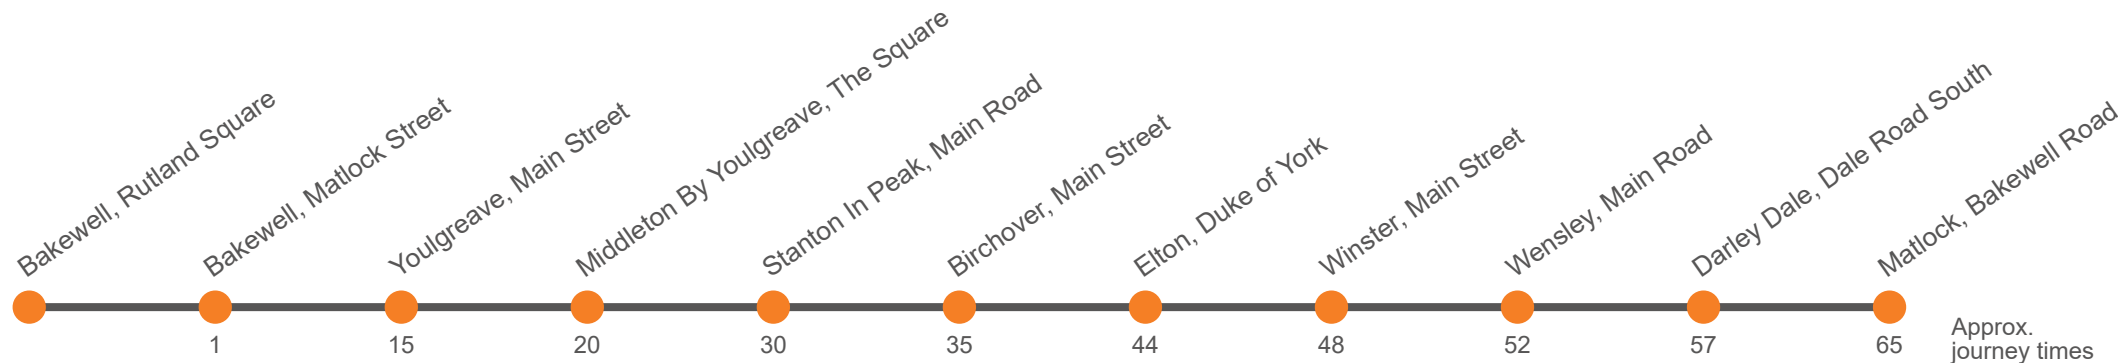 Bakewell, Rutland Square
Bakewell, Matlock Street
Youlgreave, Main Street
Middleton By Youlgreave, The Square
Stanton In Peak, Main Road
Birchover, Main Street
Elton, Duke of York
Winster, Main Street
Wensley, Main Road
Darley Dale, Dale Road South
Matlock, Bakewell Road
1 15 20 30 35 44 48 52 57 65
Approx.
journey times